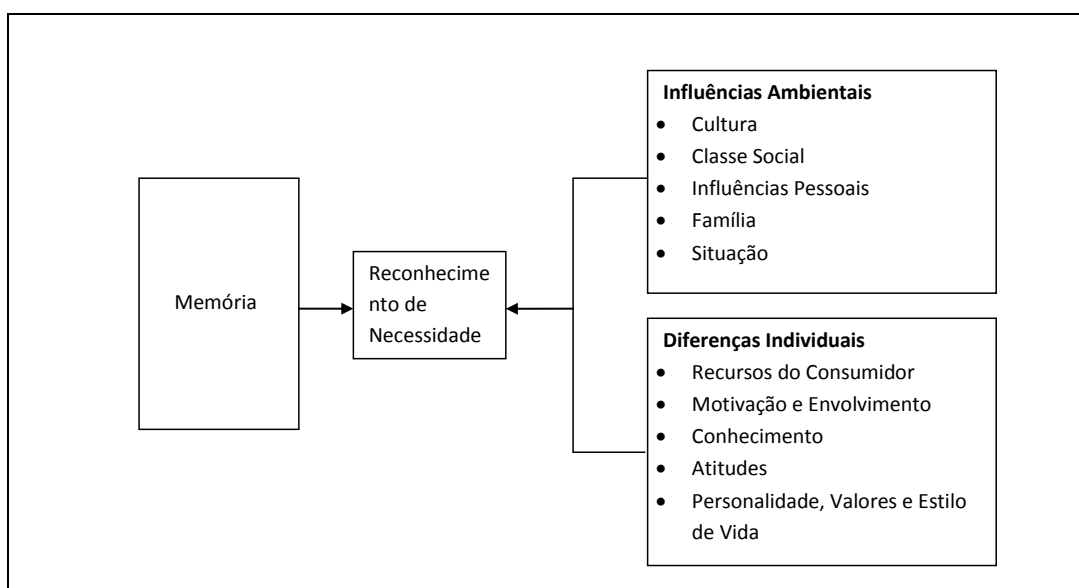 Memória
Reconhecime
nto de
Necessidade
Influências Ambientais
• Cultura
• Classe Social
• Influências Pessoais
• Família
• Situação
Diferenças Individuais
• Recursos do Consumidor
• Motivação e Envolvimento
• Conhecimento
• Atitudes
• Personalidade, Valores e Estilo
de Vida